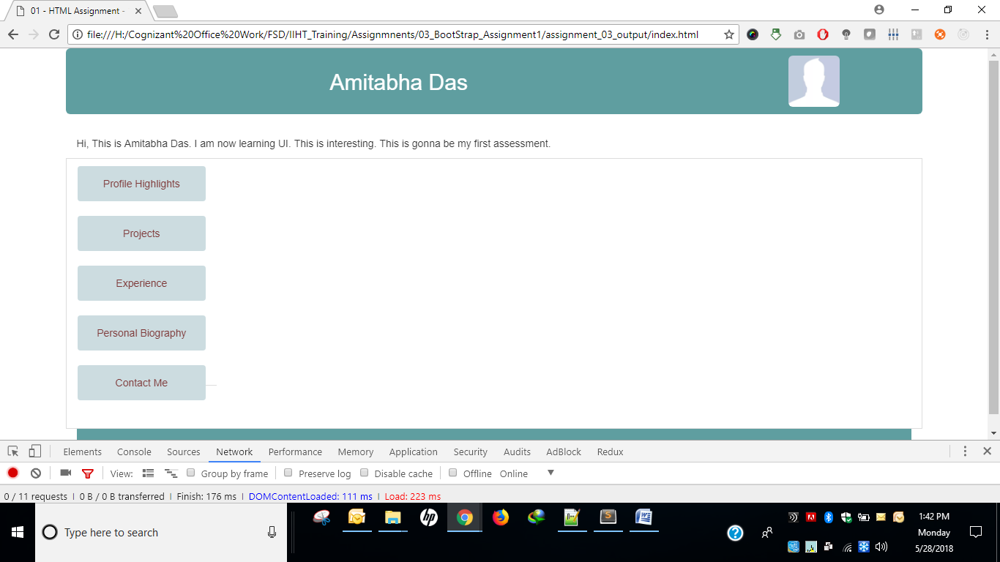 01 - HTML Assignment -
file:///H:/Cognizant%20Office%20Work/FSD/IIHT_Training/Assignmnents/03_BootStrap_Assignment1/assignment_03_output/index.html
Amitabha Das
Hi, This is Amitabha Das. I am now learning UI. This is interesting. This is gonna be my first assessment.
Profile Highlights
Projects
Experience
Personal Biography
Contact Me
Elements Console Sources Network Performance Memory Application Security Audits AdBlock Redux
View: Group by frame Preserve log Disable cache Offline Online
0 / 11 requests | 0 B / 0 B transferred | Finish: 176 ms | DOMContentLoaded: 111 ms | Load: 223 ms
Type here to search
hp
S
W
1:42 PM
Monday
5/28/2018